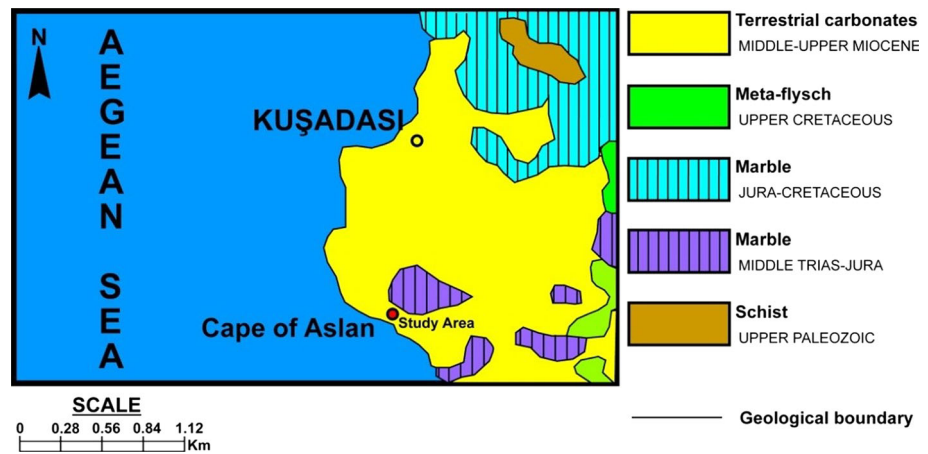 N
AEGEAN SEA
KUŞADASI
Cape of Aslan
Study Area
Terrestrial carbonates
MIDDLE-UPPER MIOCENE
Meta-flysch
UPPER CRETACEOUS
Marble
JURA-CRETACEOUS
Marble
MIDDLE TRIAS-JURA
Schist
UPPER PALEOZOIC
Geological boundary
SCALE
0 0.28 0.56 0.84 1.12
Km